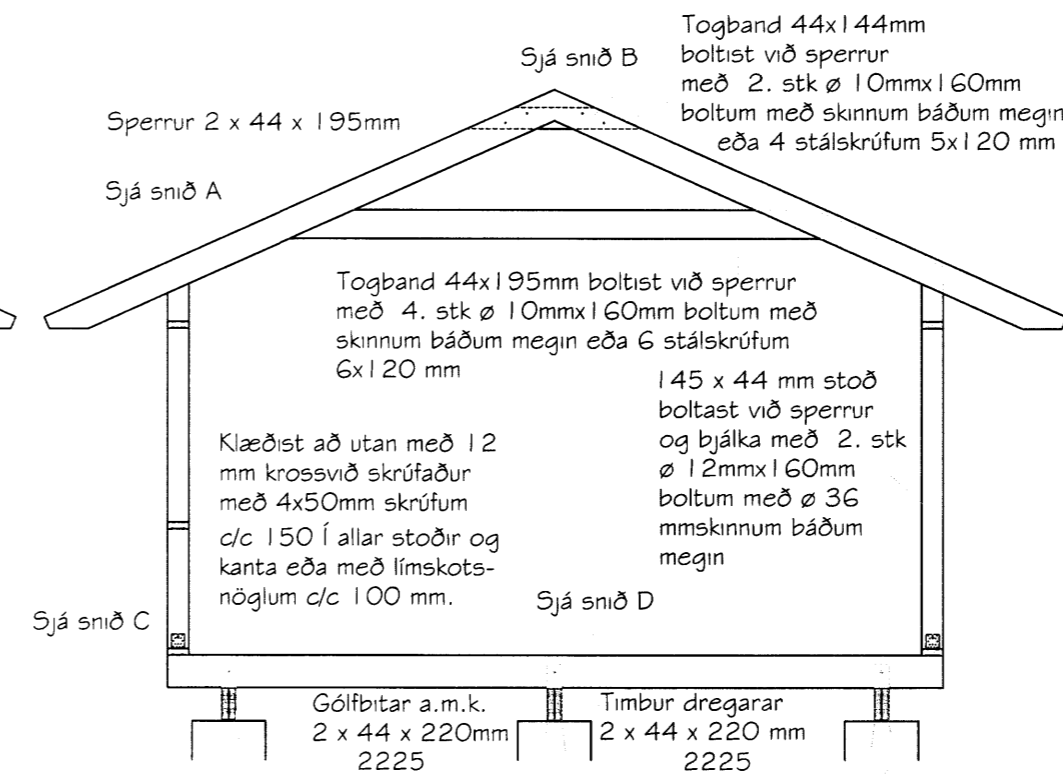 Togband 44x144mm
boltist við sperrur
með 2. stk ø 10mmx160mm
boltum með skinnum báðum megin
eða 4 stálskrúfum 5x120 mm
Sjá snið B
Sperrur 2 x 44 x 195mm
Sjá snið A
Togband 44x195mm boltist við sperrur
með 4. stk ø 10mmx160mm boltum með
skinnum báðum megin eða 6 stálskrúfum
6x120 mm
145 x 44 mm stoð
boltast við sperrur
og bjálka með 2. stk
ø 12mmx160mm
boltum með ø 36
mmskinnum báðum
megin
Klæðist að utan með 12
mm krossvið skrúfaður
með 4x50mm skrúfum
c/c 150 Í allar stoðir og
kanta eða með límskots-
nöglum c/c 100 mm.
Sjá snið C
Sjá snið D
Gólfbitar a.m.k.
2 x 44 x 220mm
2225
Timbur dregarar
2 x 44 x 220 mm
2225